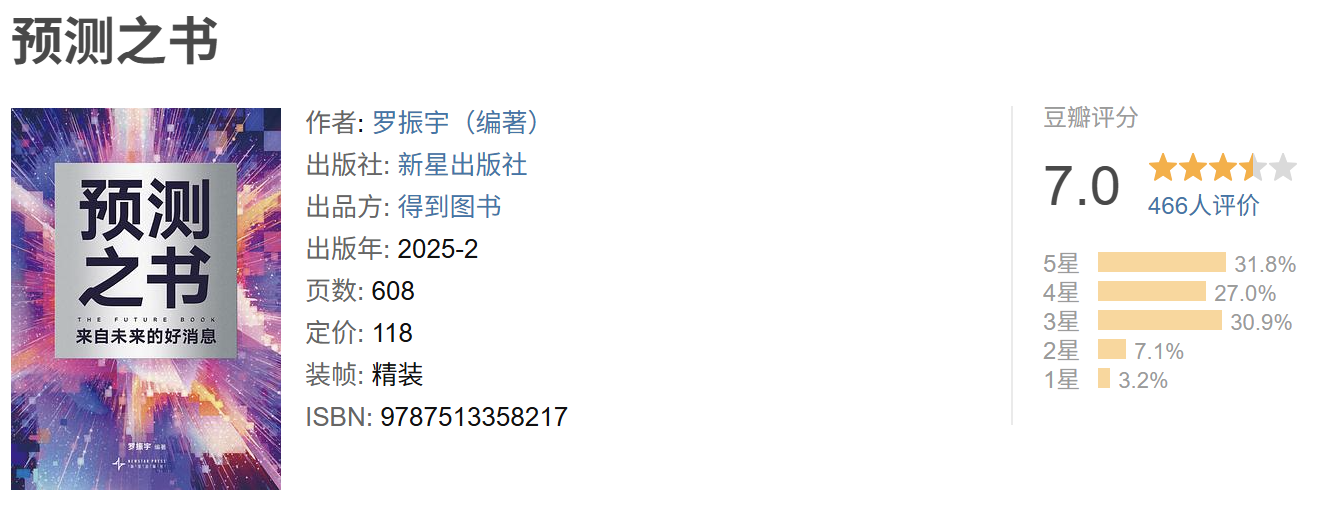 预测之书
预测
之书
THE FUTURE BOOK
来自未来的好消息
罗振宇 编著
NEWSTAR PRESS
作者: 罗振宇（编著）
出版社: 新星出版社
出品方: 得到图书
出版年: 2025-2
页数: 608
定价: 118
装帧: 精装
ISBN: 9787513358217
豆瓣评分
7.0
466人评价
5星 31.8%
4星 27.0%
3星 30.9%
2星 7.1%
1星 3.2%